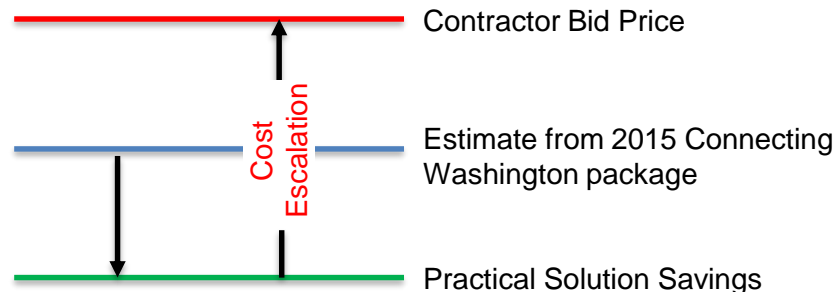 Contractor Bid Price
Cost
Escalation
Estimate from 2015 Connecting
Washington package
Practical Solution Savings